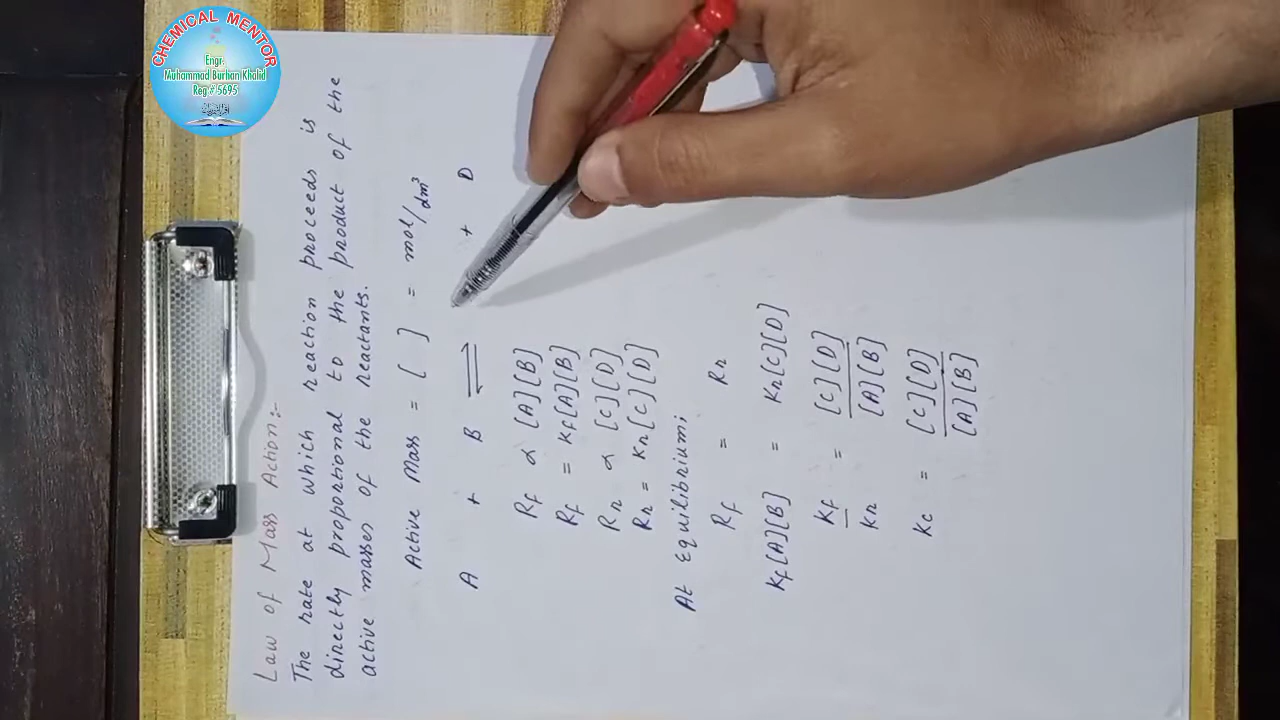 CHEMICAL MENTOR
Engr.
Muhammad Burhan Khalid
Reg.# 5695
Law of Mass Action:-
The rate at which reaction proceeds is
directly proportional to the product of the
active masses of the reactants.
Active Mass = [ ] = mol/dm³
A + B ⇌ + D
Rf α [A][B]
Rf = Kf[A][B]
Rr α [C][D]
Rr = Kr[C][D]
At Equilibrium;
Rf = Rr
Kf[A][B] = Kr[C][D]
Kf/Kr = [C][D]/[A][B]
Kc = [C][D]/[A][B]